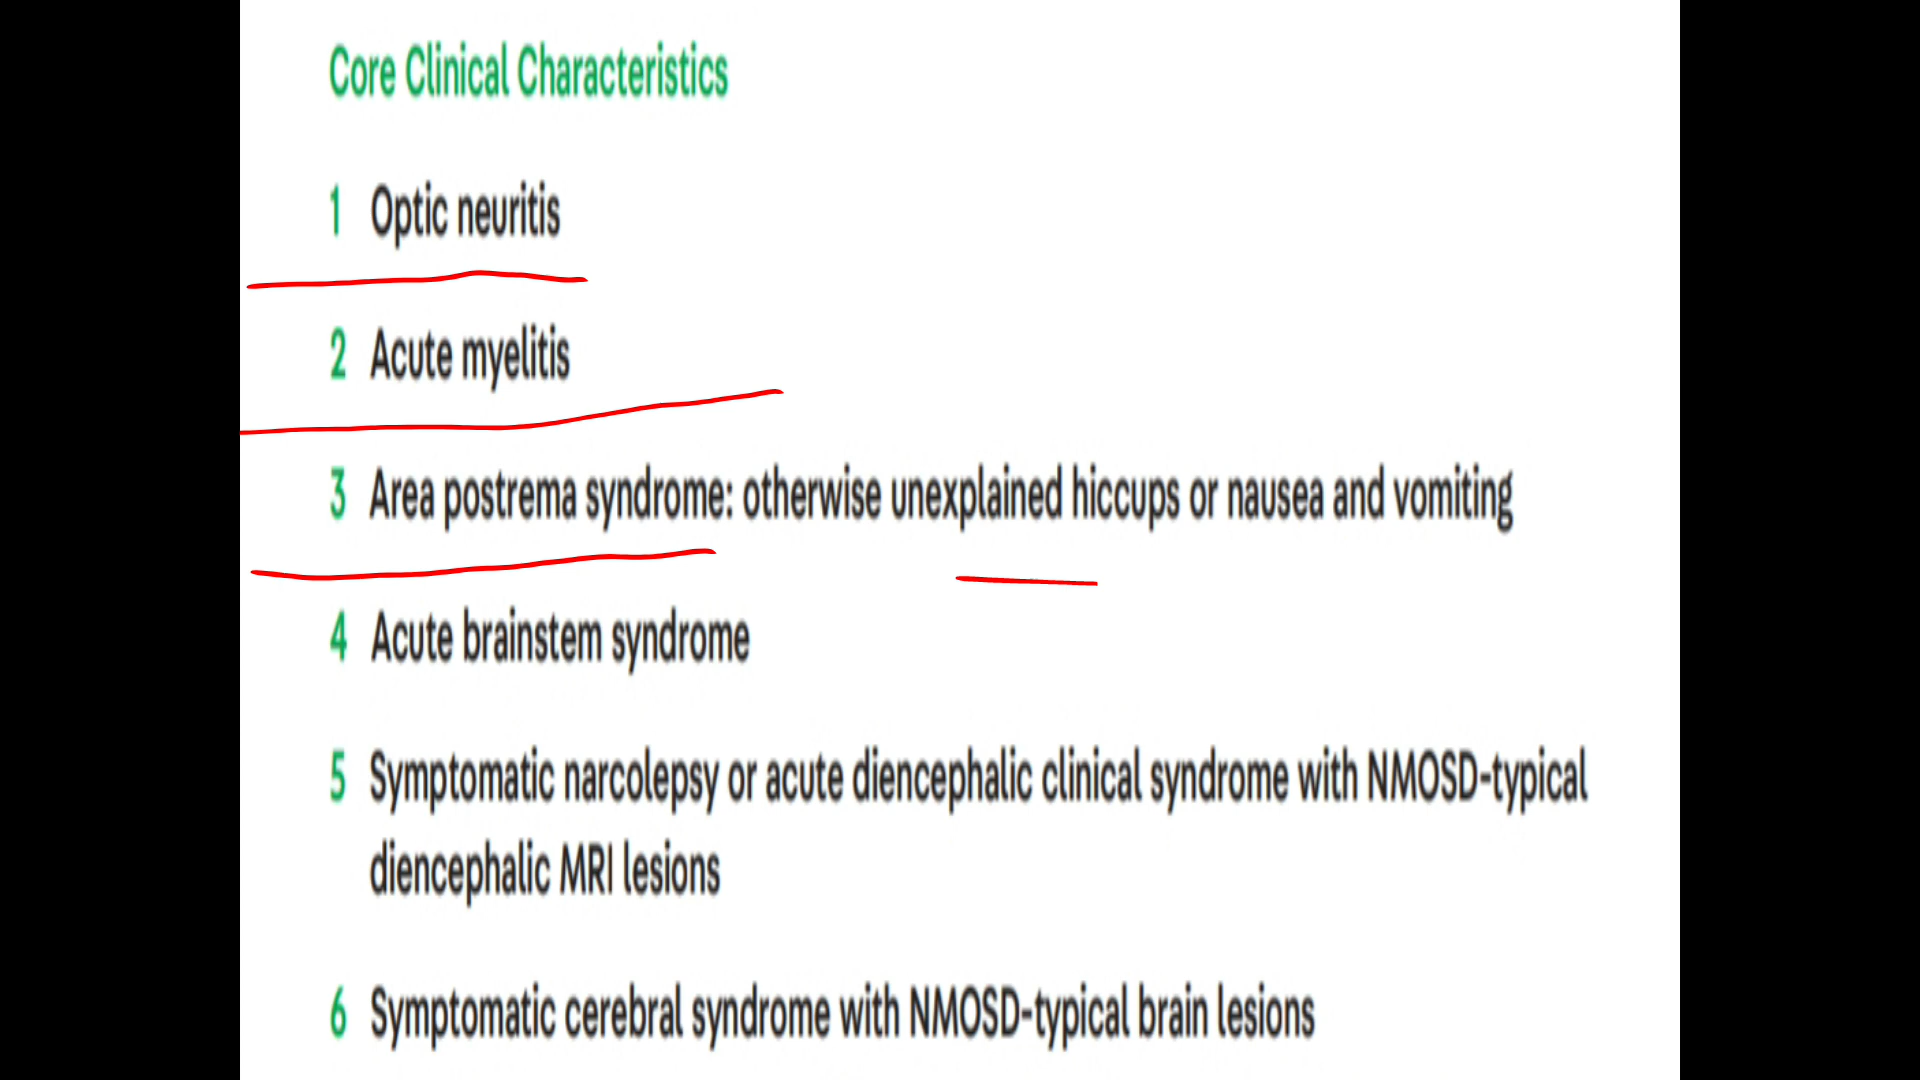 Core Clinical Characteristics
1 Optic neuritis
2 Acute myelitis
3 Area postrema syndrome: otherwise unexplained hiccups or nausea and vomiting
4 Acute brainstem syndrome
5 Symptomatic narcolepsy or acute diencephalic clinical syndrome with NMOSD-typical
diencephalic MRI lesions
6 Symptomatic cerebral syndrome with NMOSD-typical brain lesions